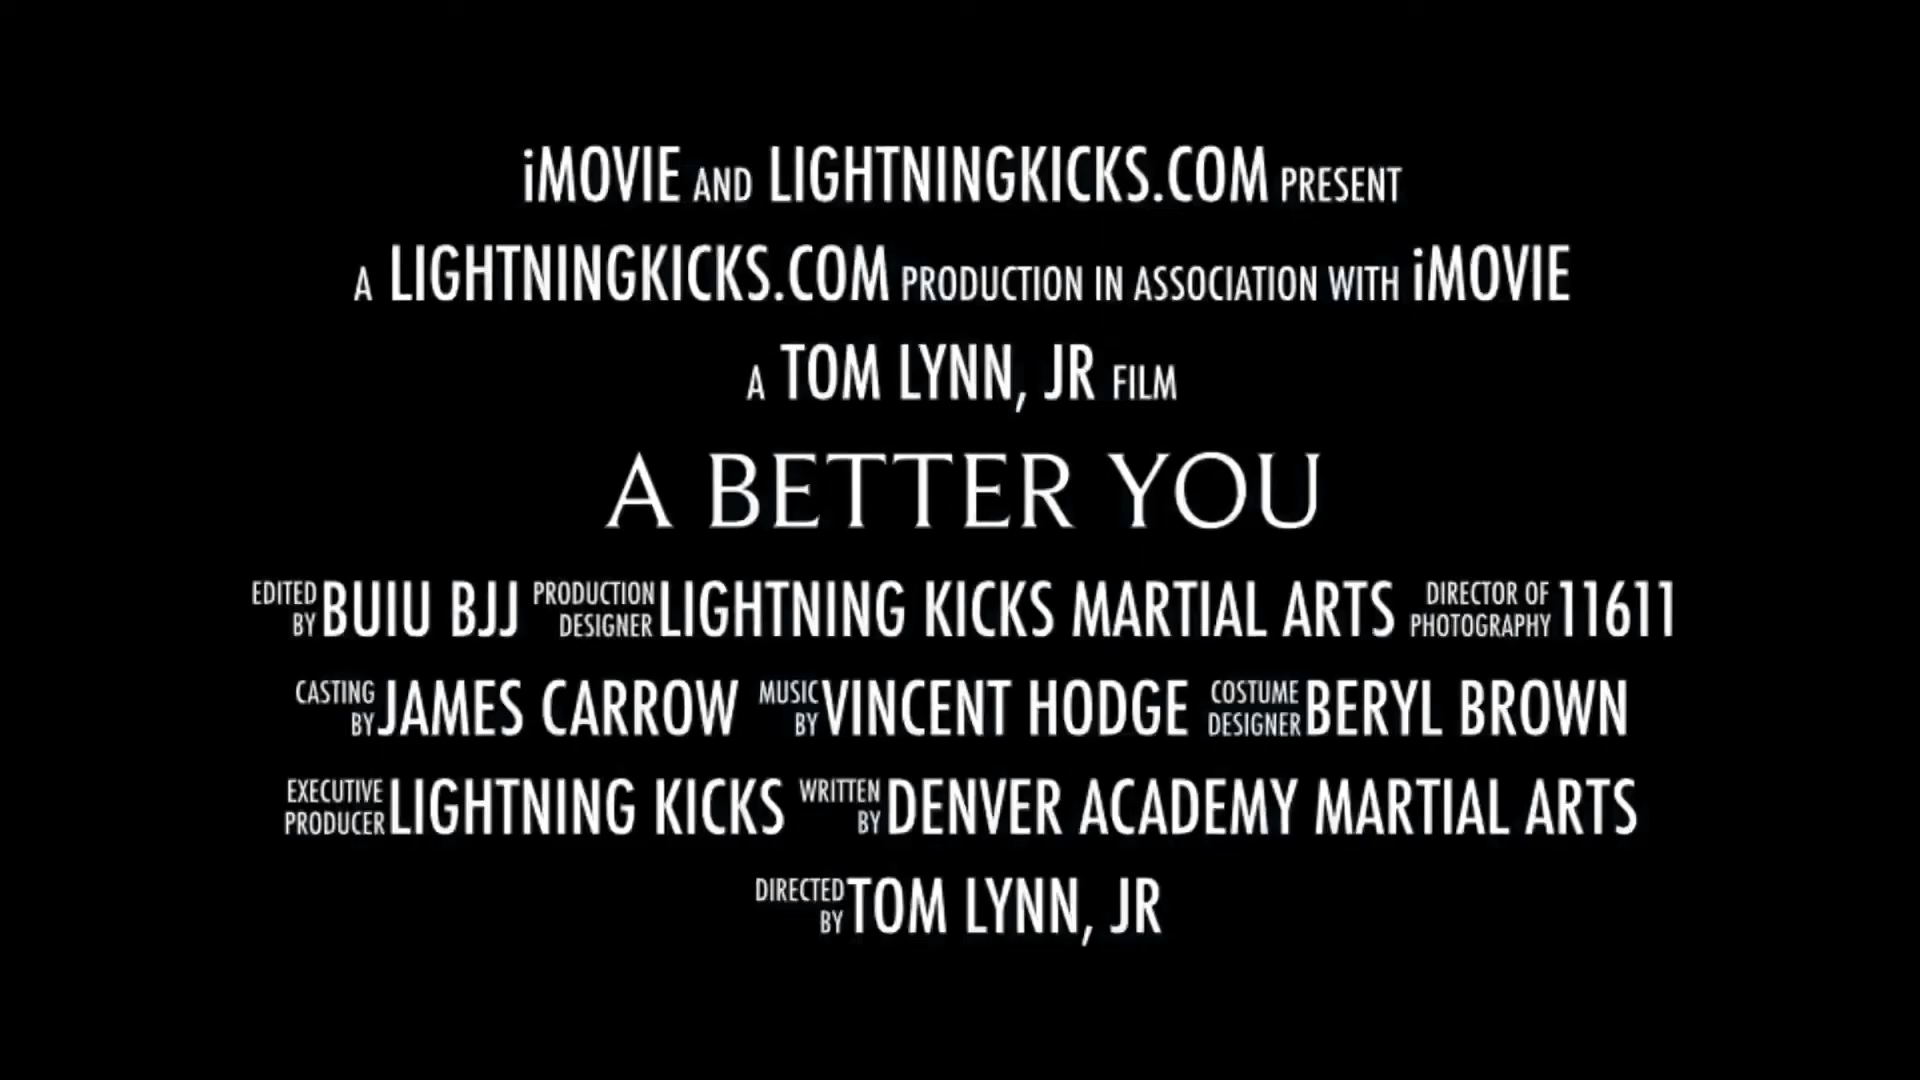 iMOVIE AND LIGHTNINGKICKS.COM PRESENT
A LIGHTNINGKICKS.COM PRODUCTION IN ASSOCIATION WITH iMOVIE
A TOM LYNN, JR FILM
A BETTER YOU
EDITED BY BUIU BJJ PRODUCTION DESIGNER LIGHTNING KICKS MARTIAL ARTS DIRECTOR OF PHOTOGRAPHY 11611
CASTING BY JAMES CARROW MUSIC BY VINCENT HODGE COSTUME DESIGNER BERYL BROWN
EXECUTIVE PRODUCER LIGHTNING KICKS WRITTEN BY DENVER ACADEMY MARTIAL ARTS
DIRECTED BY TOM LYNN, JR